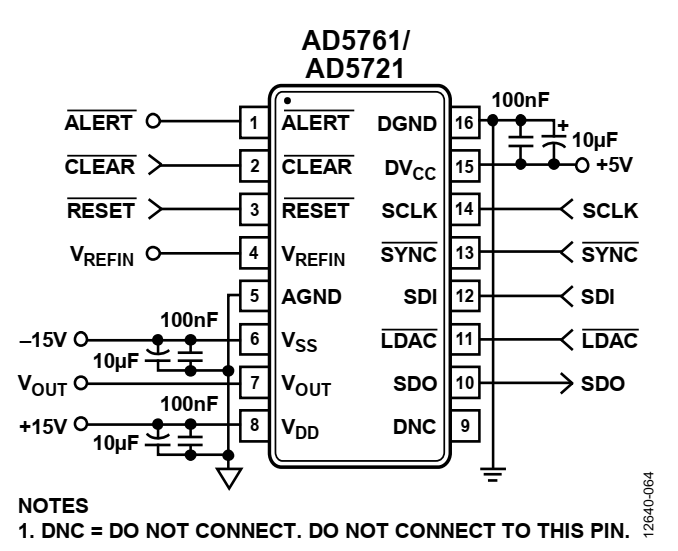 AD5761/
AD5721
ALERT
CLEAR
RESET
VREFIN
–15V
10µF
100nF
VOUT
+15V
10µF
100nF
1 ALERT
2 CLEAR
3 RESET
4 VREFIN
5 AGND
6 VSS
7 VOUT
8 VDD
DGND 16
DVCC 15
SCLK 14
SYNC 13
SDI 12
LDAC 11
SDO 10
DNC 9
100nF
+
10µF
+5V
SCLK
SYNC
SDI
LDAC
SDO
NOTES
1. DNC = DO NOT CONNECT. DO NOT CONNECT TO THIS PIN.
12640-064